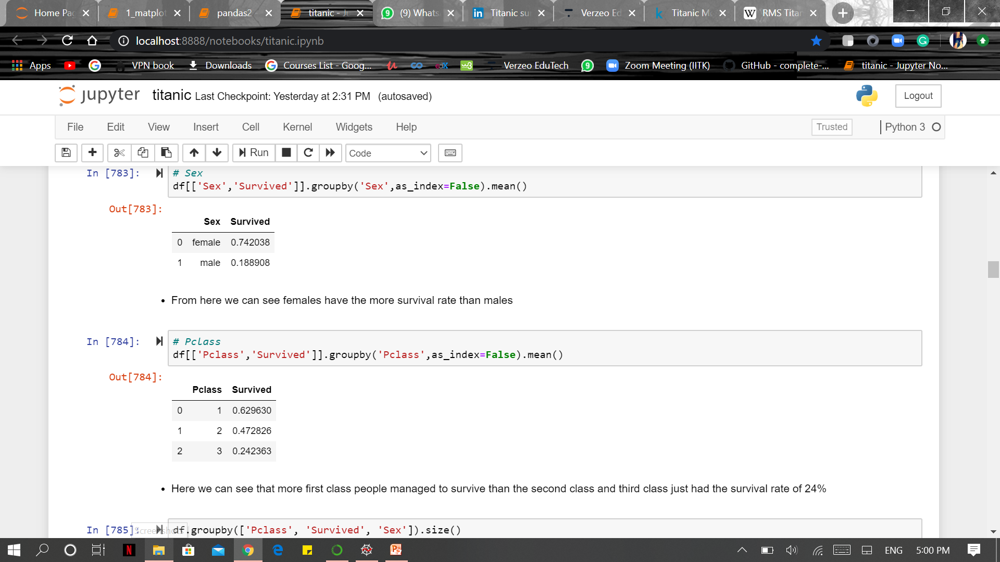 Home Pa
1_matplot
pandas2 -
titanic - Ju
(9) Whats
Titanic su
Verzeo Ed
Titanic M
RMS Titan
localhost:8888/notebooks/titanic.ipynb
Apps
VPN book
Downloads
Courses List - Goog...
Verzeo EduTech
Zoom Meeting (IITK)
GitHub - complete-...
titanic - Jupyter No...
jupyter titanic Last Checkpoint: Yesterday at 2:31 PM (autosaved)
Logout
File Edit View Insert Cell Kernel Widgets Help
Trusted
Python 3
Run
Code
In [783]:
# Sex
df[['Sex','Survived']].groupby('Sex',as_index=False).mean()
Out[783]:
Sex Survived
0 female 0.742038
1 male 0.188908
• From here we can see females have the more survival rate than males
In [784]:
# Pclass
df[['Pclass','Survived']].groupby('Pclass',as_index=False).mean()
Out[784]:
Pclass Survived
0 1 0.629630
1 2 0.472826
2 3 0.242363
• Here we can see that more first class people managed to survive than the second class and third class just had the survival rate of 24%
In [785]:
df.groupby(['Pclass', 'Survived', 'Sex']).size()
Screenshots
ENG
5:00 PM